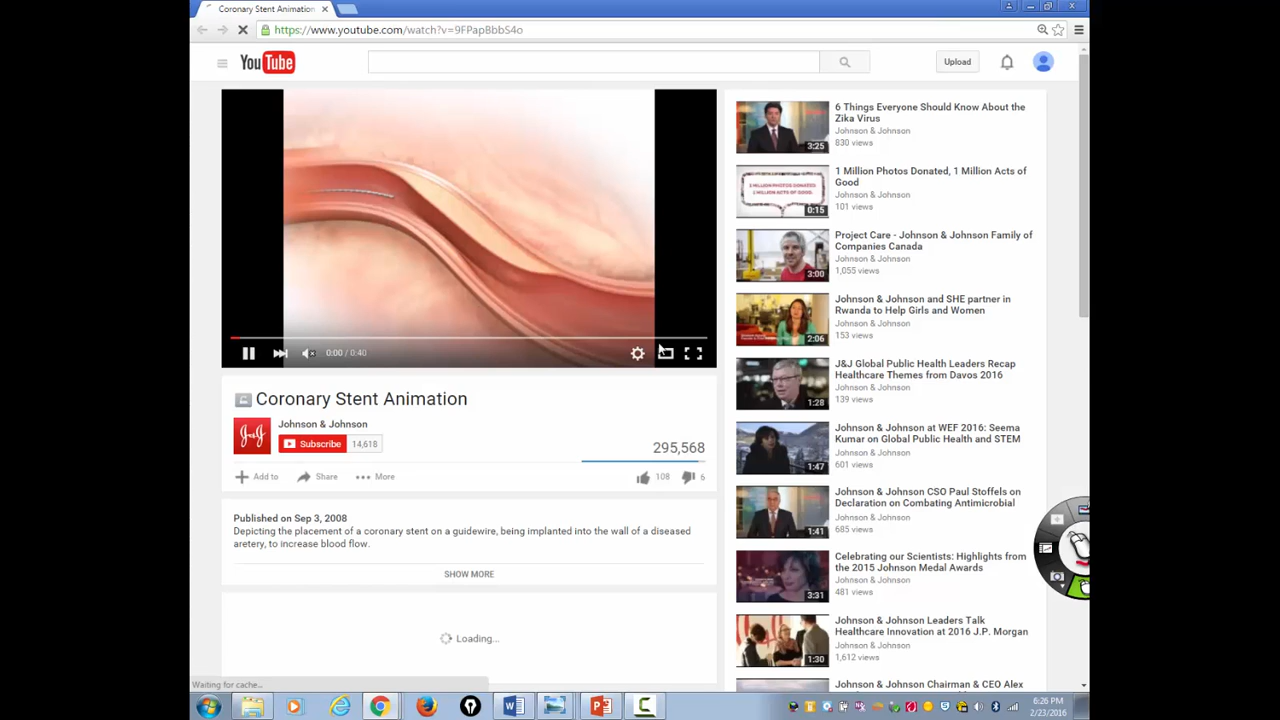 Coronary Stent Animation
https://www.youtube.com/watch?v=9FPapBbbS4o
YouTube
Upload
0:00 / 0:40
Coronary Stent Animation
Johnson & Johnson
Subscribe 14,618
295,568
Add to Share More
108 6
Published on Sep 3, 2008
Depicting the placement of a coronary stent on a guidewire, being implanted into the wall of a diseased
aretery, to increase blood flow.
SHOW MORE
Loading...
6 Things Everyone Should Know About the
Zika Virus
Johnson & Johnson
830 views
3:25
1 Million Photos Donated, 1 Million Acts of
Good
Johnson & Johnson
101 views
1 MILLION PHOTOS DONATED,
1 MILLION ACTS OF GOOD.
0:15
Project Care - Johnson & Johnson Family of
Companies Canada
Johnson & Johnson
1,055 views
3:00
Johnson & Johnson and SHE partner in
Rwanda to Help Girls and Women
Johnson & Johnson
153 views
2:06
J&J Global Public Health Leaders Recap
Healthcare Themes from Davos 2016
Johnson & Johnson
139 views
1:28
Johnson & Johnson at WEF 2016: Seema
Kumar on Global Public Health and STEM
Johnson & Johnson
601 views
1:47
Johnson & Johnson CSO Paul Stoffels on
Declaration on Combating Antimicrobial
Johnson & Johnson
685 views
1:41
Celebrating our Scientists: Highlights from
the 2015 Johnson Medal Awards
Johnson & Johnson
481 views
3:31
Johnson & Johnson Leaders Talk
Healthcare Innovation at 2016 J.P. Morgan
Johnson & Johnson
1,612 views
1:30
Johnson & Johnson Chairman & CEO Alex
Waiting for cache...
6:26 PM
2/23/2016